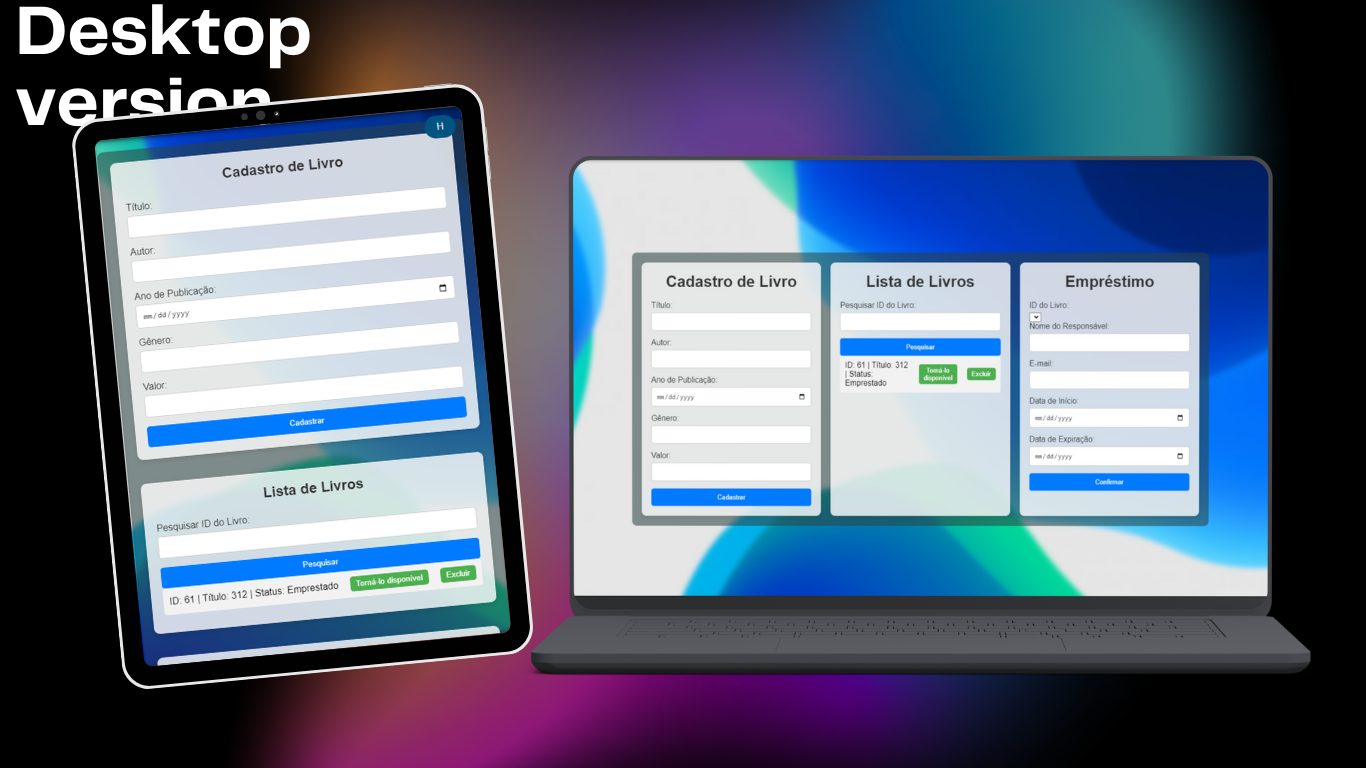 Desktop
version
H
Cadastro de Livro
Título:
Autor:
Ano de Publicação:
mm/dd/yyyy
Gênero:
Valor:
Cadastrar
Lista de Livros
Pesquisar ID do Livro:
Pesquisar
ID: 61 | Título: 312 | Status: Emprestado
Torná-lo disponível
Excluir
Cadastro de Livro
Título:
Autor:
Ano de Publicação:
mm/dd/yyyy
Gênero:
Valor:
Cadastrar
Lista de Livros
Pesquisar ID do Livro:
Pesquisar
ID: 61 | Título: 312
| Status:
Emprestado
Torná-lo
disponível
Excluir
Empréstimo
ID do Livro:
Nome do Responsável:
E-mail:
Data de Início:
mm/dd/yyyy
Data de Expiração:
mm/dd/yyyy
Confirmar